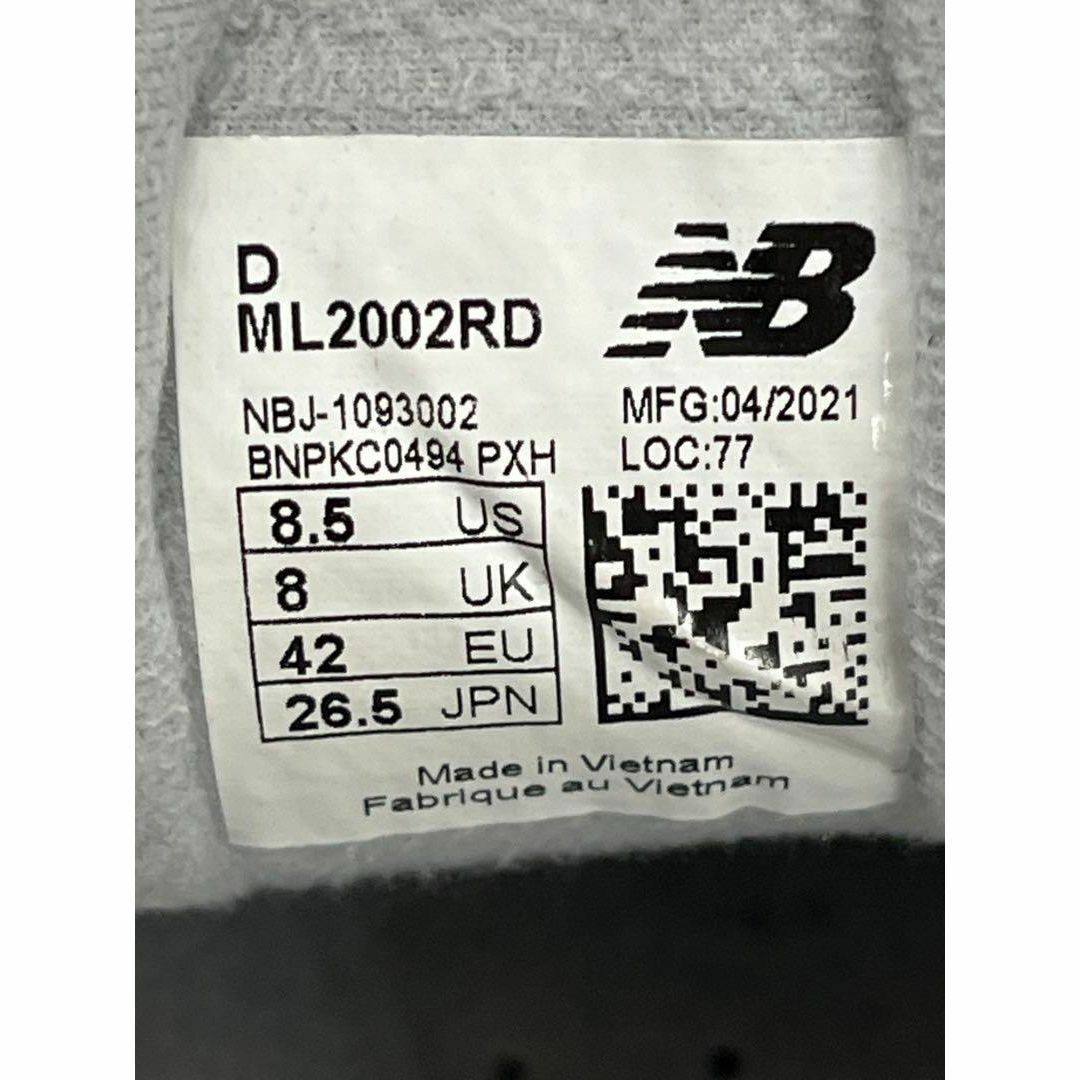 D
ML2002RD
NB
NBJ-1093002
BNPKC0494 PXH
MFG:04/2021
LOC:77
8.5 US
8 UK
42 EU
26.5 JPN
Made in Vietnam
Fabrique au Vietnam